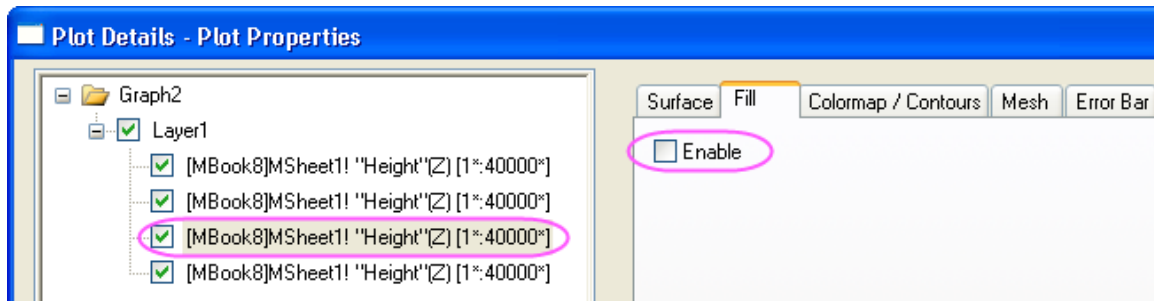 Plot Details - Plot Properties
Graph2
Layer1
[MBook8]MSheet1! "Height"(Z) [1*:40000*]
[MBook8]MSheet1! "Height"(Z) [1*:40000*]
[MBook8]MSheet1! "Height"(Z) [1*:40000*]
[MBook8]MSheet1! "Height"(Z) [1*:40000*]
Surface Fill Colormap / Contours Mesh Error Bar
Enable